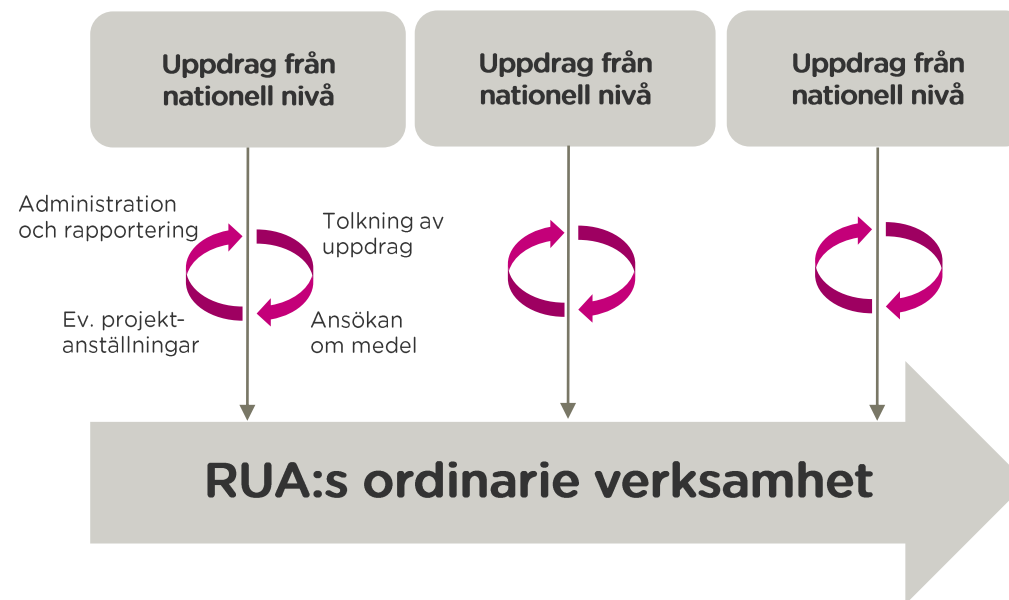 Uppdrag från
nationell nivå
Uppdrag från
nationell nivå
Uppdrag från
nationell nivå
Administration
och rapportering
Tolkning av
uppdrag
Ev. projekt-
anställningar
Ansökan
om medel
RUA:s ordinarie verksamhet